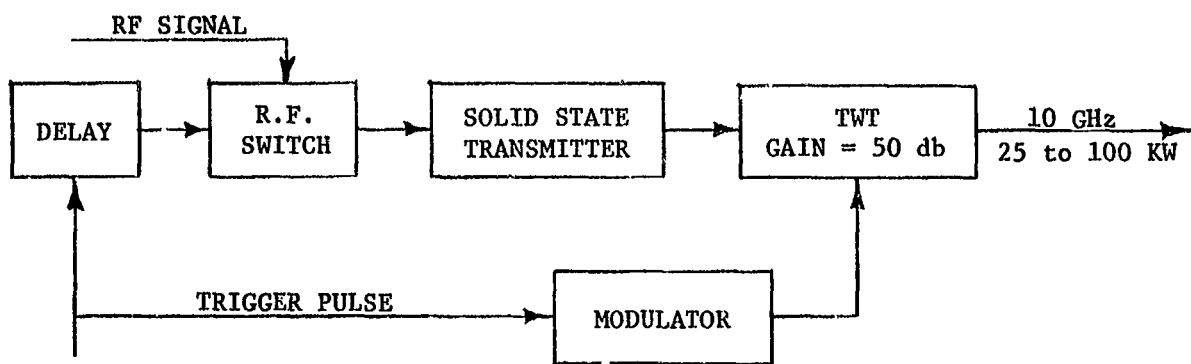 RF SIGNAL
DELAY
R.F.
SWITCH
SOLID STATE
TRANSMITTER
TWT
GAIN = 50 db
10 GHz
25 to 100 KW
TRIGGER PULSE
MODULATOR